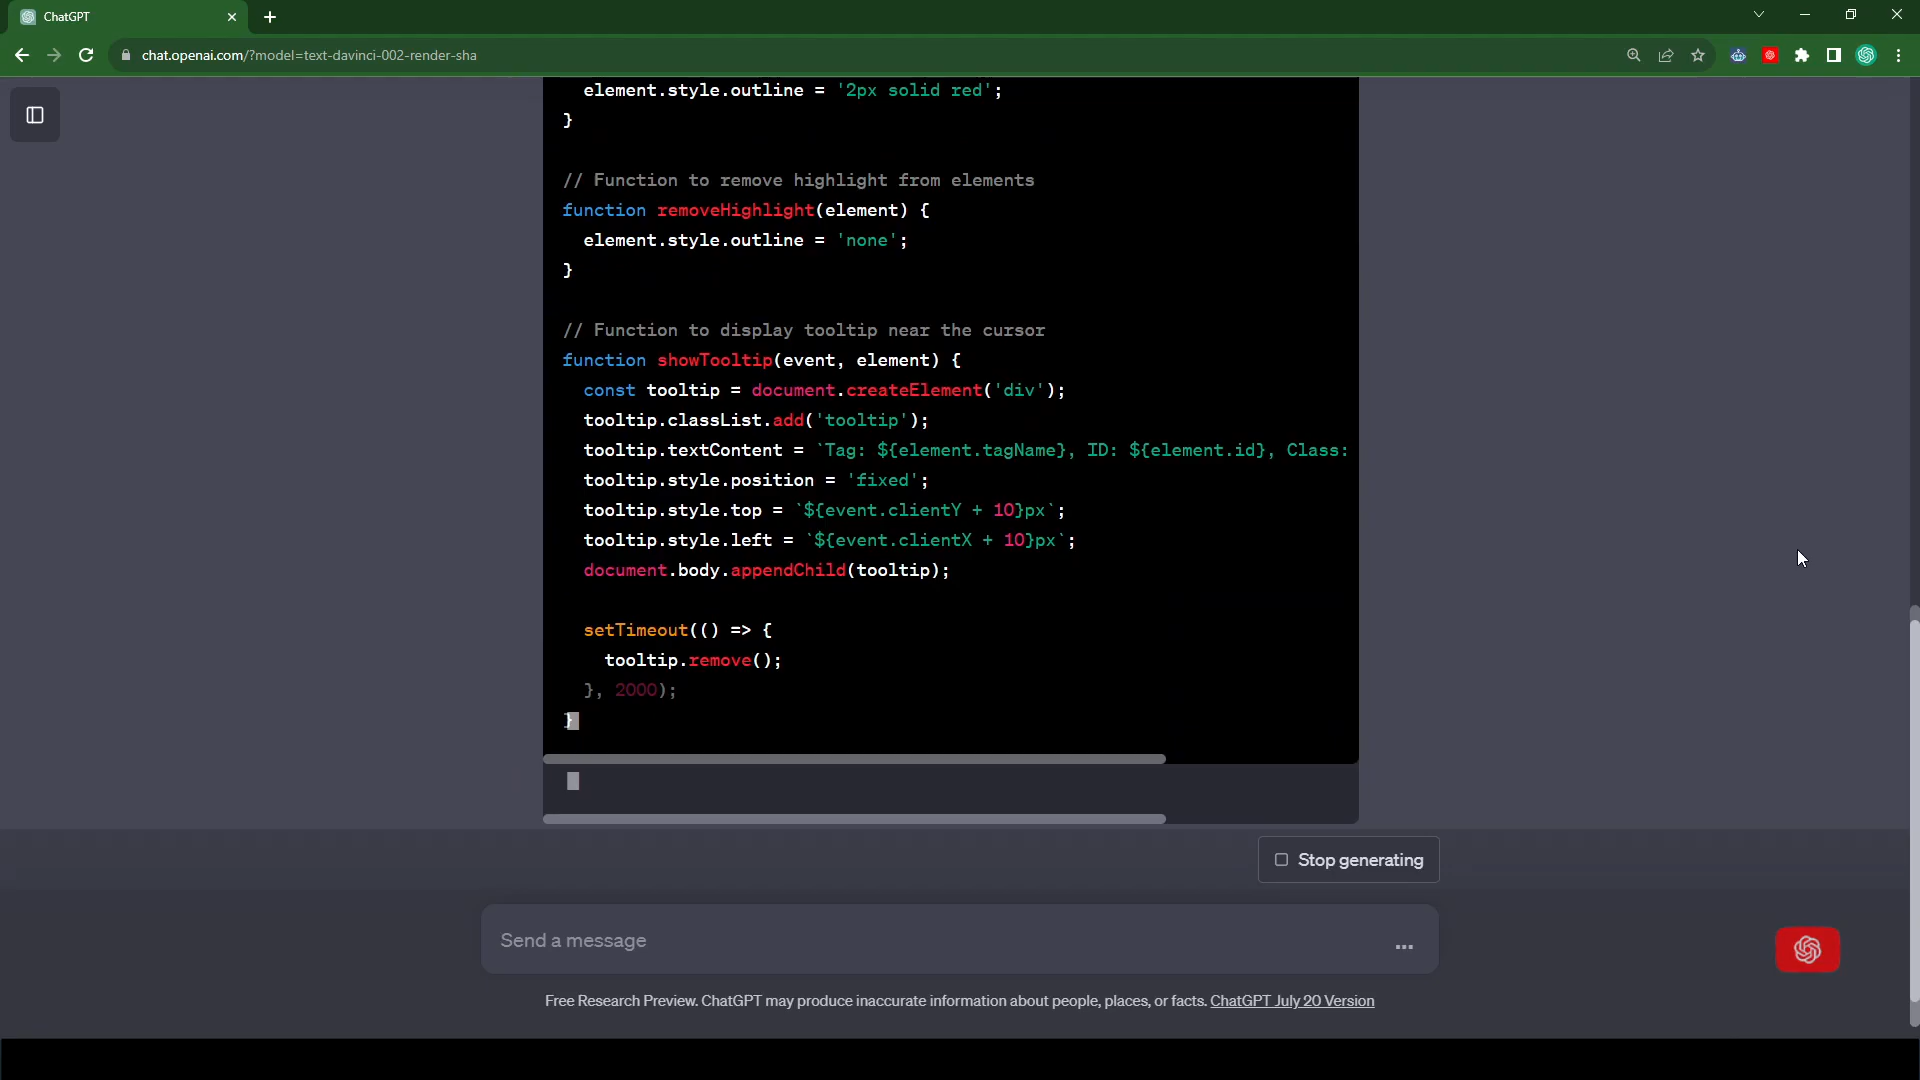 ChatGPT
chat.openai.com/?model=text-davinci-002-render-sha
element.style.outline = '2px solid red';
}
// Function to remove highlight from elements
function removeHighlight(element) {
element.style.outline = 'none';
}
// Function to display tooltip near the cursor
function showTooltip(event, element) {
const tooltip = document.createElement('div');
tooltip.classList.add('tooltip');
tooltip.textContent = `Tag: ${element.tagName}, ID: ${element.id}, Class:
tooltip.style.position = 'fixed';
tooltip.style.top = `${event.clientY + 10}px`;
tooltip.style.left = `${event.clientX + 10}px`;
document.body.appendChild(tooltip);
setTimeout(() => {
tooltip.remove();
}, 2000);
}
Stop generating
Send a message
Free Research Preview. ChatGPT may produce inaccurate information about people, places, or facts. ChatGPT July 20 Version